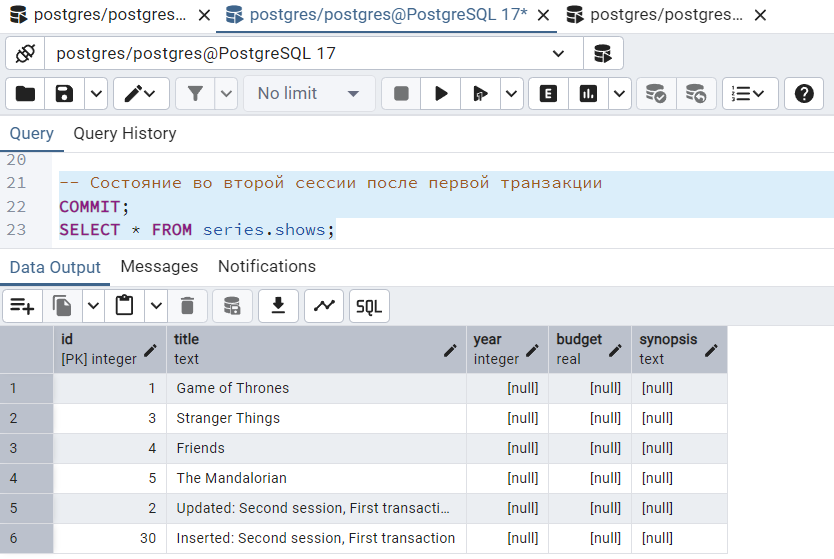 postgres/postgres... postgres/postgres@PostgreSQL 17* postgres/postgres...
postgres/postgres@PostgreSQL 17
No limit E
Query Query History
20
21 -- Состояние во второй сессии после первой транзакции
22 COMMIT;
23 SELECT * FROM series.shows;
Data Output Messages Notifications
SQL
id title year budget synopsis
[PK] integer text integer real text
1 1 Game of Thrones [null] [null] [null]
2 3 Stranger Things [null] [null] [null]
3 4 Friends [null] [null] [null]
4 5 The Mandalorian [null] [null] [null]
5 2 Updated: Second session, First transacti... [null] [null] [null]
6 30 Inserted: Second session, First transaction [null] [null] [null]